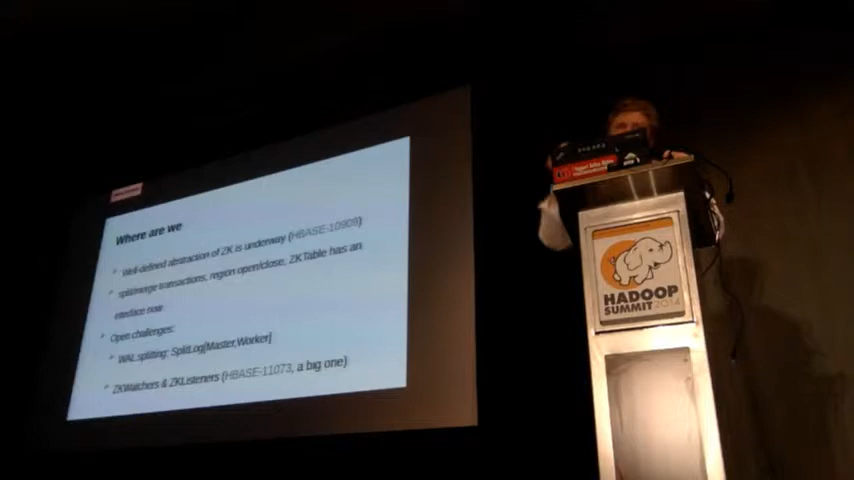 Where are we
Well-defined abstraction of ZK is underway (HBASE-10909)
split/merge transactions, region open/close, ZKTable has an
interface now
Open challenges:
WAL splitting: SplitLog[Master,Worker]
ZKWatchers & ZKListeners (HBASE-11073, a big one)
HADOOP
SUMMIT 2014